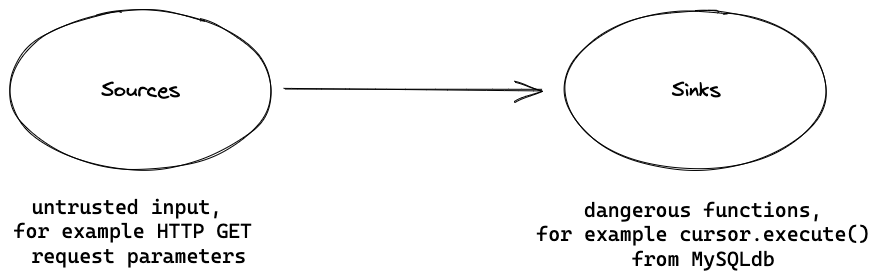 Sources
Sinks
untrusted input,
for example HTTP GET
request parameters
dangerous functions,
for example cursor.execute()
from MySQLdb